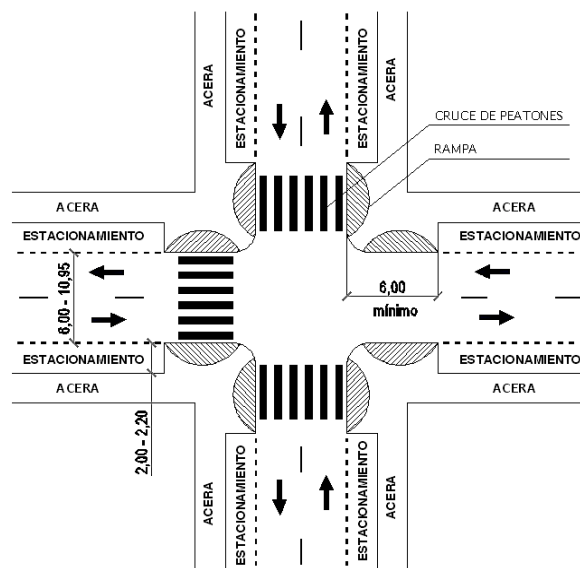 ACERA
ESTACIONAMIENTO
ESTACIONAMIENTO
ACERA
CRUCE DE PEATONES
RAMPA
ACERA
ACERA
ESTACIONAMIENTO
ESTACIONAMIENTO
6,00 - 10,95
6,00
mínimo
ESTACIONAMIENTO
ESTACIONAMIENTO
ACERA
ACERA
2,00 - 2,20
ACERA
ESTACIONAMIENTO
ESTACIONAMIENTO
ACERA